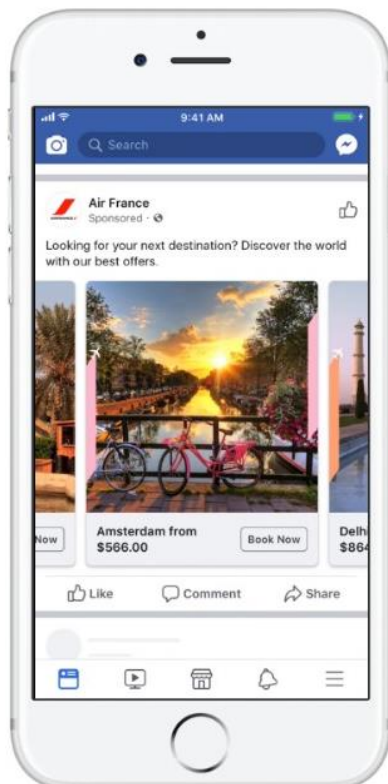 9:41 AM
Search
Air France
Sponsored ·
Looking for your next destination? Discover the world
with our best offers.
Now
Amsterdam from
$566.00
Book Now
Delhi
$864
Like
Comment
Share